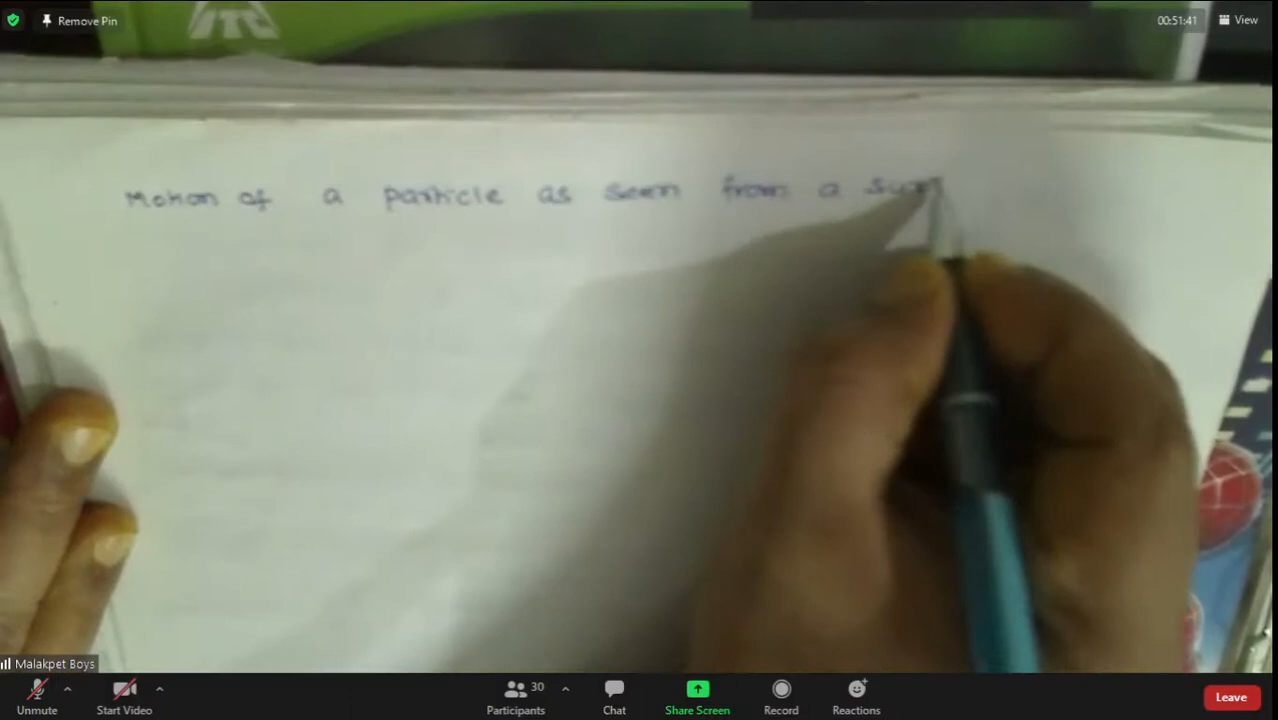 ITC
Remove Pin
00:51:41
View
Motion of a particle as seen from a
Malakpet Boys
Unmute
Start Video
30
Participants
Chat
Share Screen
Record
Reactions
Leave